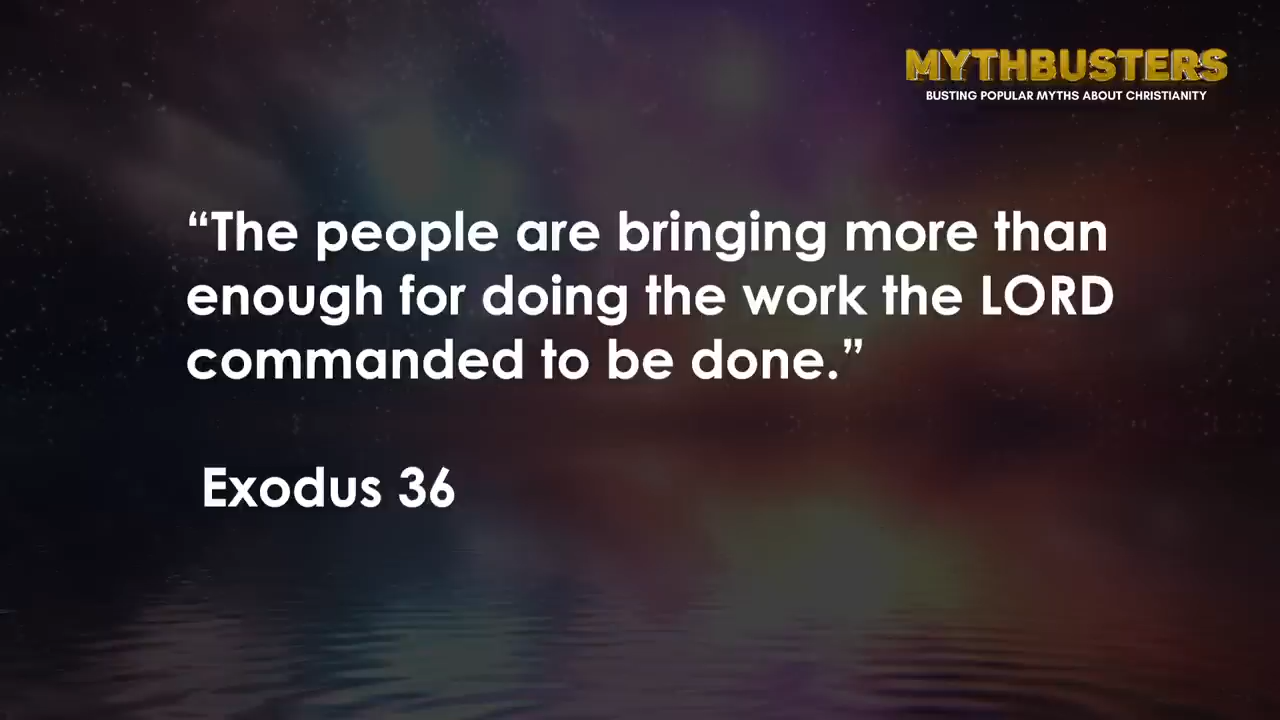 MYTHBUSTERS
BUSTING POPULAR MYTHS ABOUT CHRISTIANITY
“The people are bringing more than
enough for doing the work the LORD
commanded to be done.”
Exodus 36